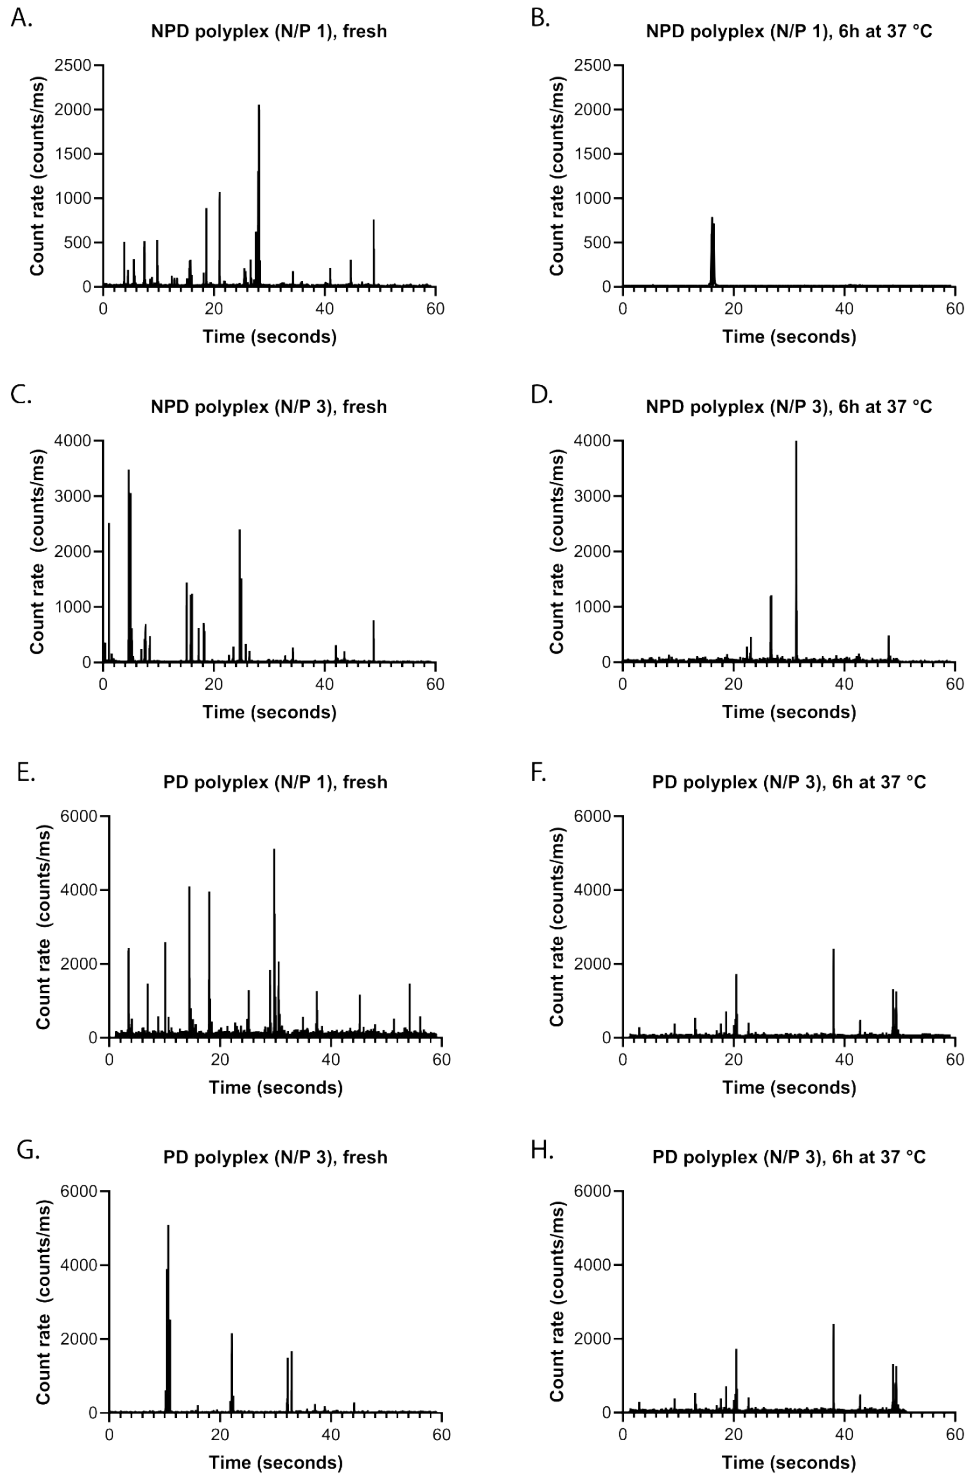 A.
NPD polyplex (N/P 1), fresh
Count rate (counts/ms)
2500
2000
1500
1000
500
0
0 20 40 60
Time (seconds)
B.
NPD polyplex (N/P 1), 6h at 37 °C
Count rate (counts/ms)
2500
2000
1500
1000
500
0
0 20 40 60
Time (seconds)
C.
NPD polyplex (N/P 3), fresh
Count rate (counts/ms)
4000
3000
2000
1000
0
0 20 40 60
Time (seconds)
D.
NPD polyplex (N/P 3), 6h at 37 °C
Count rate (counts/ms)
4000
3000
2000
1000
0
0 20 40 60
Time (seconds)
E.
PD polyplex (N/P 1), fresh
Count rate (counts/ms)
6000
4000
2000
0
0 20 40 60
Time (seconds)
F.
PD polyplex (N/P 3), 6h at 37 °C
Count rate (counts/ms)
6000
4000
2000
0
0 20 40 60
Time (seconds)
G.
PD polyplex (N/P 3), fresh
Count rate (counts/ms)
6000
4000
2000
0
0 20 40 60
Time (seconds)
H.
PD polyplex (N/P 3), 6h at 37 °C
Count rate (counts/ms)
6000
4000
2000
0
0 20 40 60
Time (seconds)